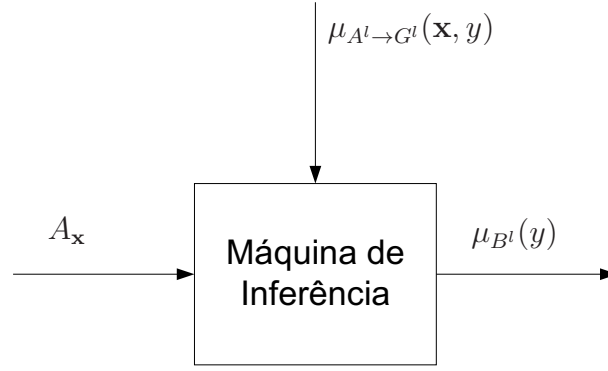 μ_{A^l→G^l}(𝐱, y)
A_𝐱
μ_{B^l}(y)
Máquina de
Inferência